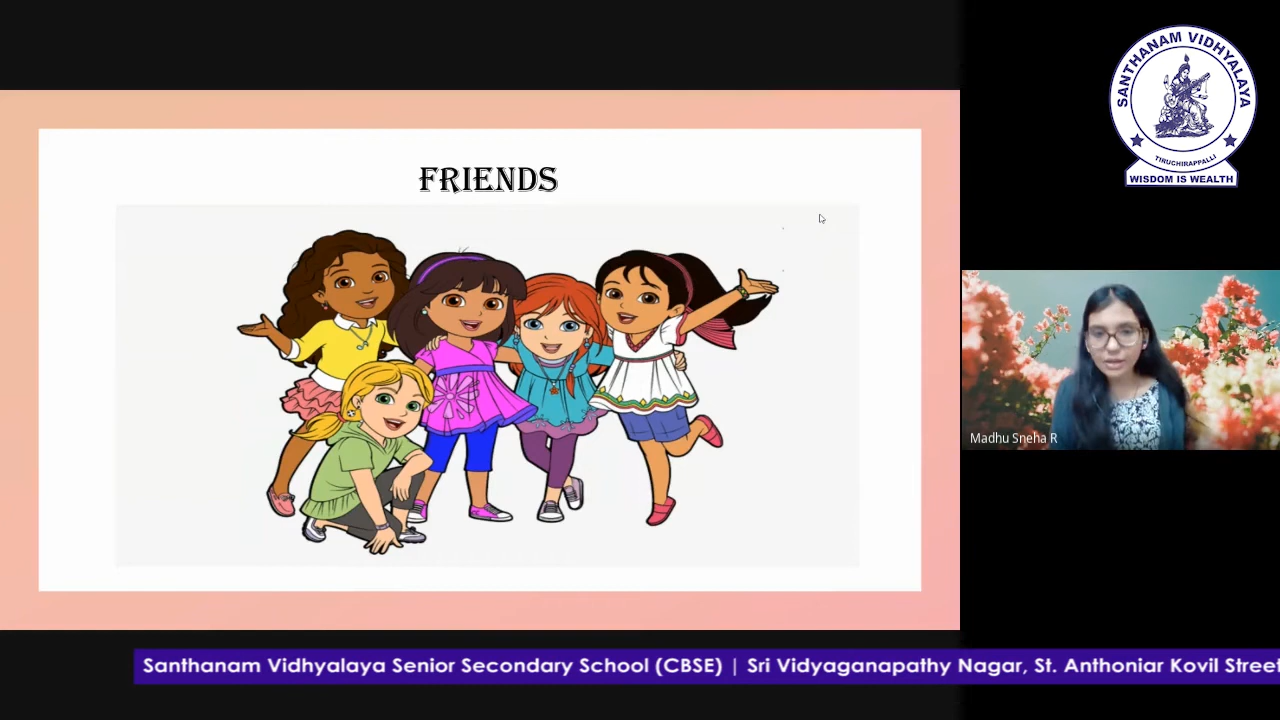 FRIENDS
SANTHANAM VIDHYALAYA
TIRUCHIRAPPALLI
WISDOM IS WEALTH
Madhu Sneha R
Santhanam Vidhyalaya Senior Secondary School (CBSE) | Sri Vidyaganapathy Nagar, St. Anthoniar Kovil Street